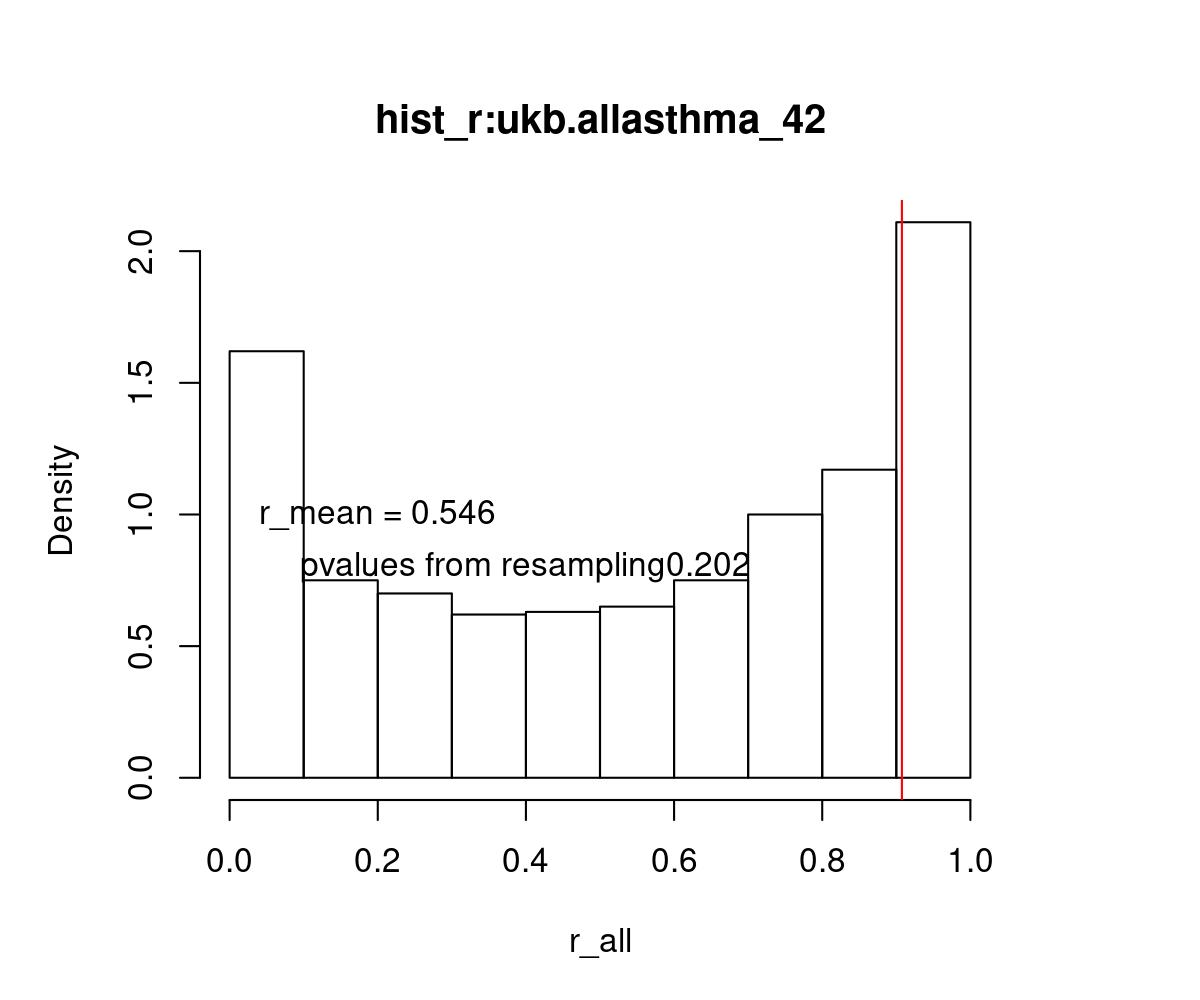 hist_r:ukb.allasthma_42
2.0
1.5
1.0
0.5
0.0
Density
r_mean = 0.546
pvalues from resampling0.202
0.0 0.2 0.4 0.6 0.8 1.0
r_all